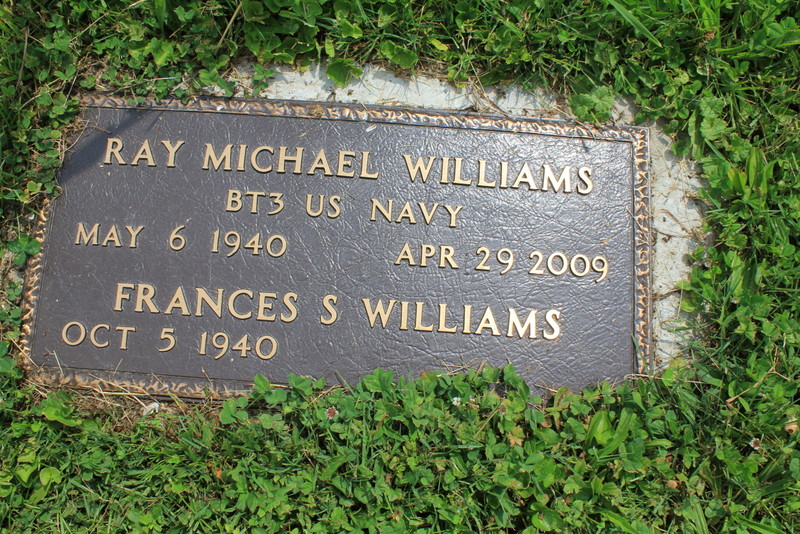 RAY MICHAEL WILLIAMS
BT3 US NAVY
MAY 6 1940 APR 29 2009
FRANCES S WILLIAMS
OCT 5 1940